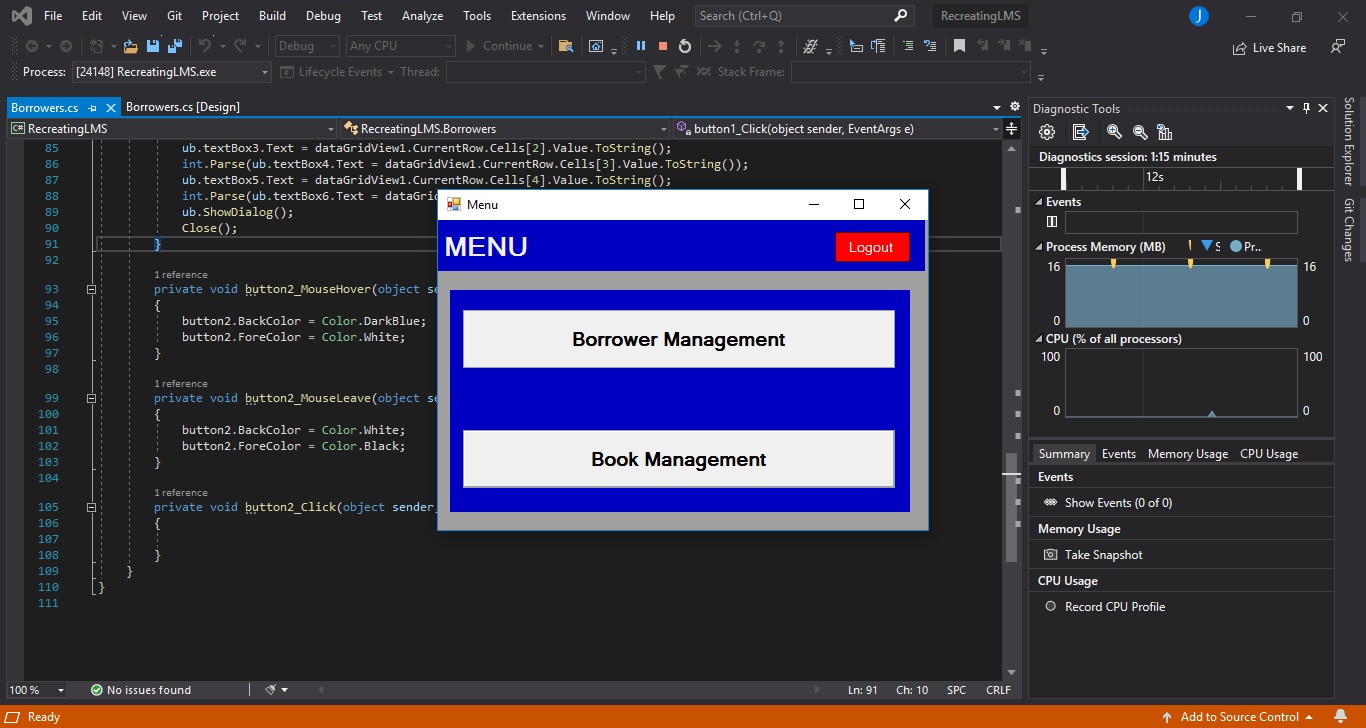 File Edit View Git Project Build Debug Test Analyze Tools Extensions Window Help Search (Ctrl+Q) RecreatingLMS J
Debug Any CPU Continue Live Share
Process: [24148] RecreatingLMS.exe Lifecycle Events Thread: Stack Frame:
Borrowers.cs Borrowers.cs [Design]
C# RecreatingLMS RecreatingLMS.Borrowers button1_Click(object sender, EventArgs e)
85 ub.textBox3.Text = dataGridView1.CurrentRow.Cells[2].Value.ToString();
86 int.Parse(ub.textBox4.Text = dataGridView1.CurrentRow.Cells[3].Value.ToString());
87 ub.textBox5.Text = dataGridView1.CurrentRow.Cells[4].Value.ToString();
88 int.Parse(ub.textBox6.Text = dataGri
89 ub.ShowDialog();
90 Close();
91 }
92
1 reference
93 private void button2_MouseHover(object se
94 {
95 button2.BackColor = Color.DarkBlue;
96 button2.ForeColor = Color.White;
97 }
98
1 reference
99 private void button2_MouseLeave(object se
100 {
101 button2.BackColor = Color.White;
102 button2.ForeColor = Color.Black;
103 }
104
1 reference
105 private void button2_Click(object sender,
106 {
107
108 }
109 }
110 }
111
100 % No issues found Ln: 91 Ch: 10 SPC CRLF
Ready Add to Source Control
Menu
MENU Logout
Borrower Management
Book Management
Diagnostic Tools
Diagnostics session: 1:15 minutes
12s
Events
Process Memory (MB) S Pr...
16 16
0 0
CPU (% of all processors)
100 100
0 0
Summary Events Memory Usage CPU Usage
Events
Show Events (0 of 0)
Memory Usage
Take Snapshot
CPU Usage
Record CPU Profile
Solution Explorer
Git Changes